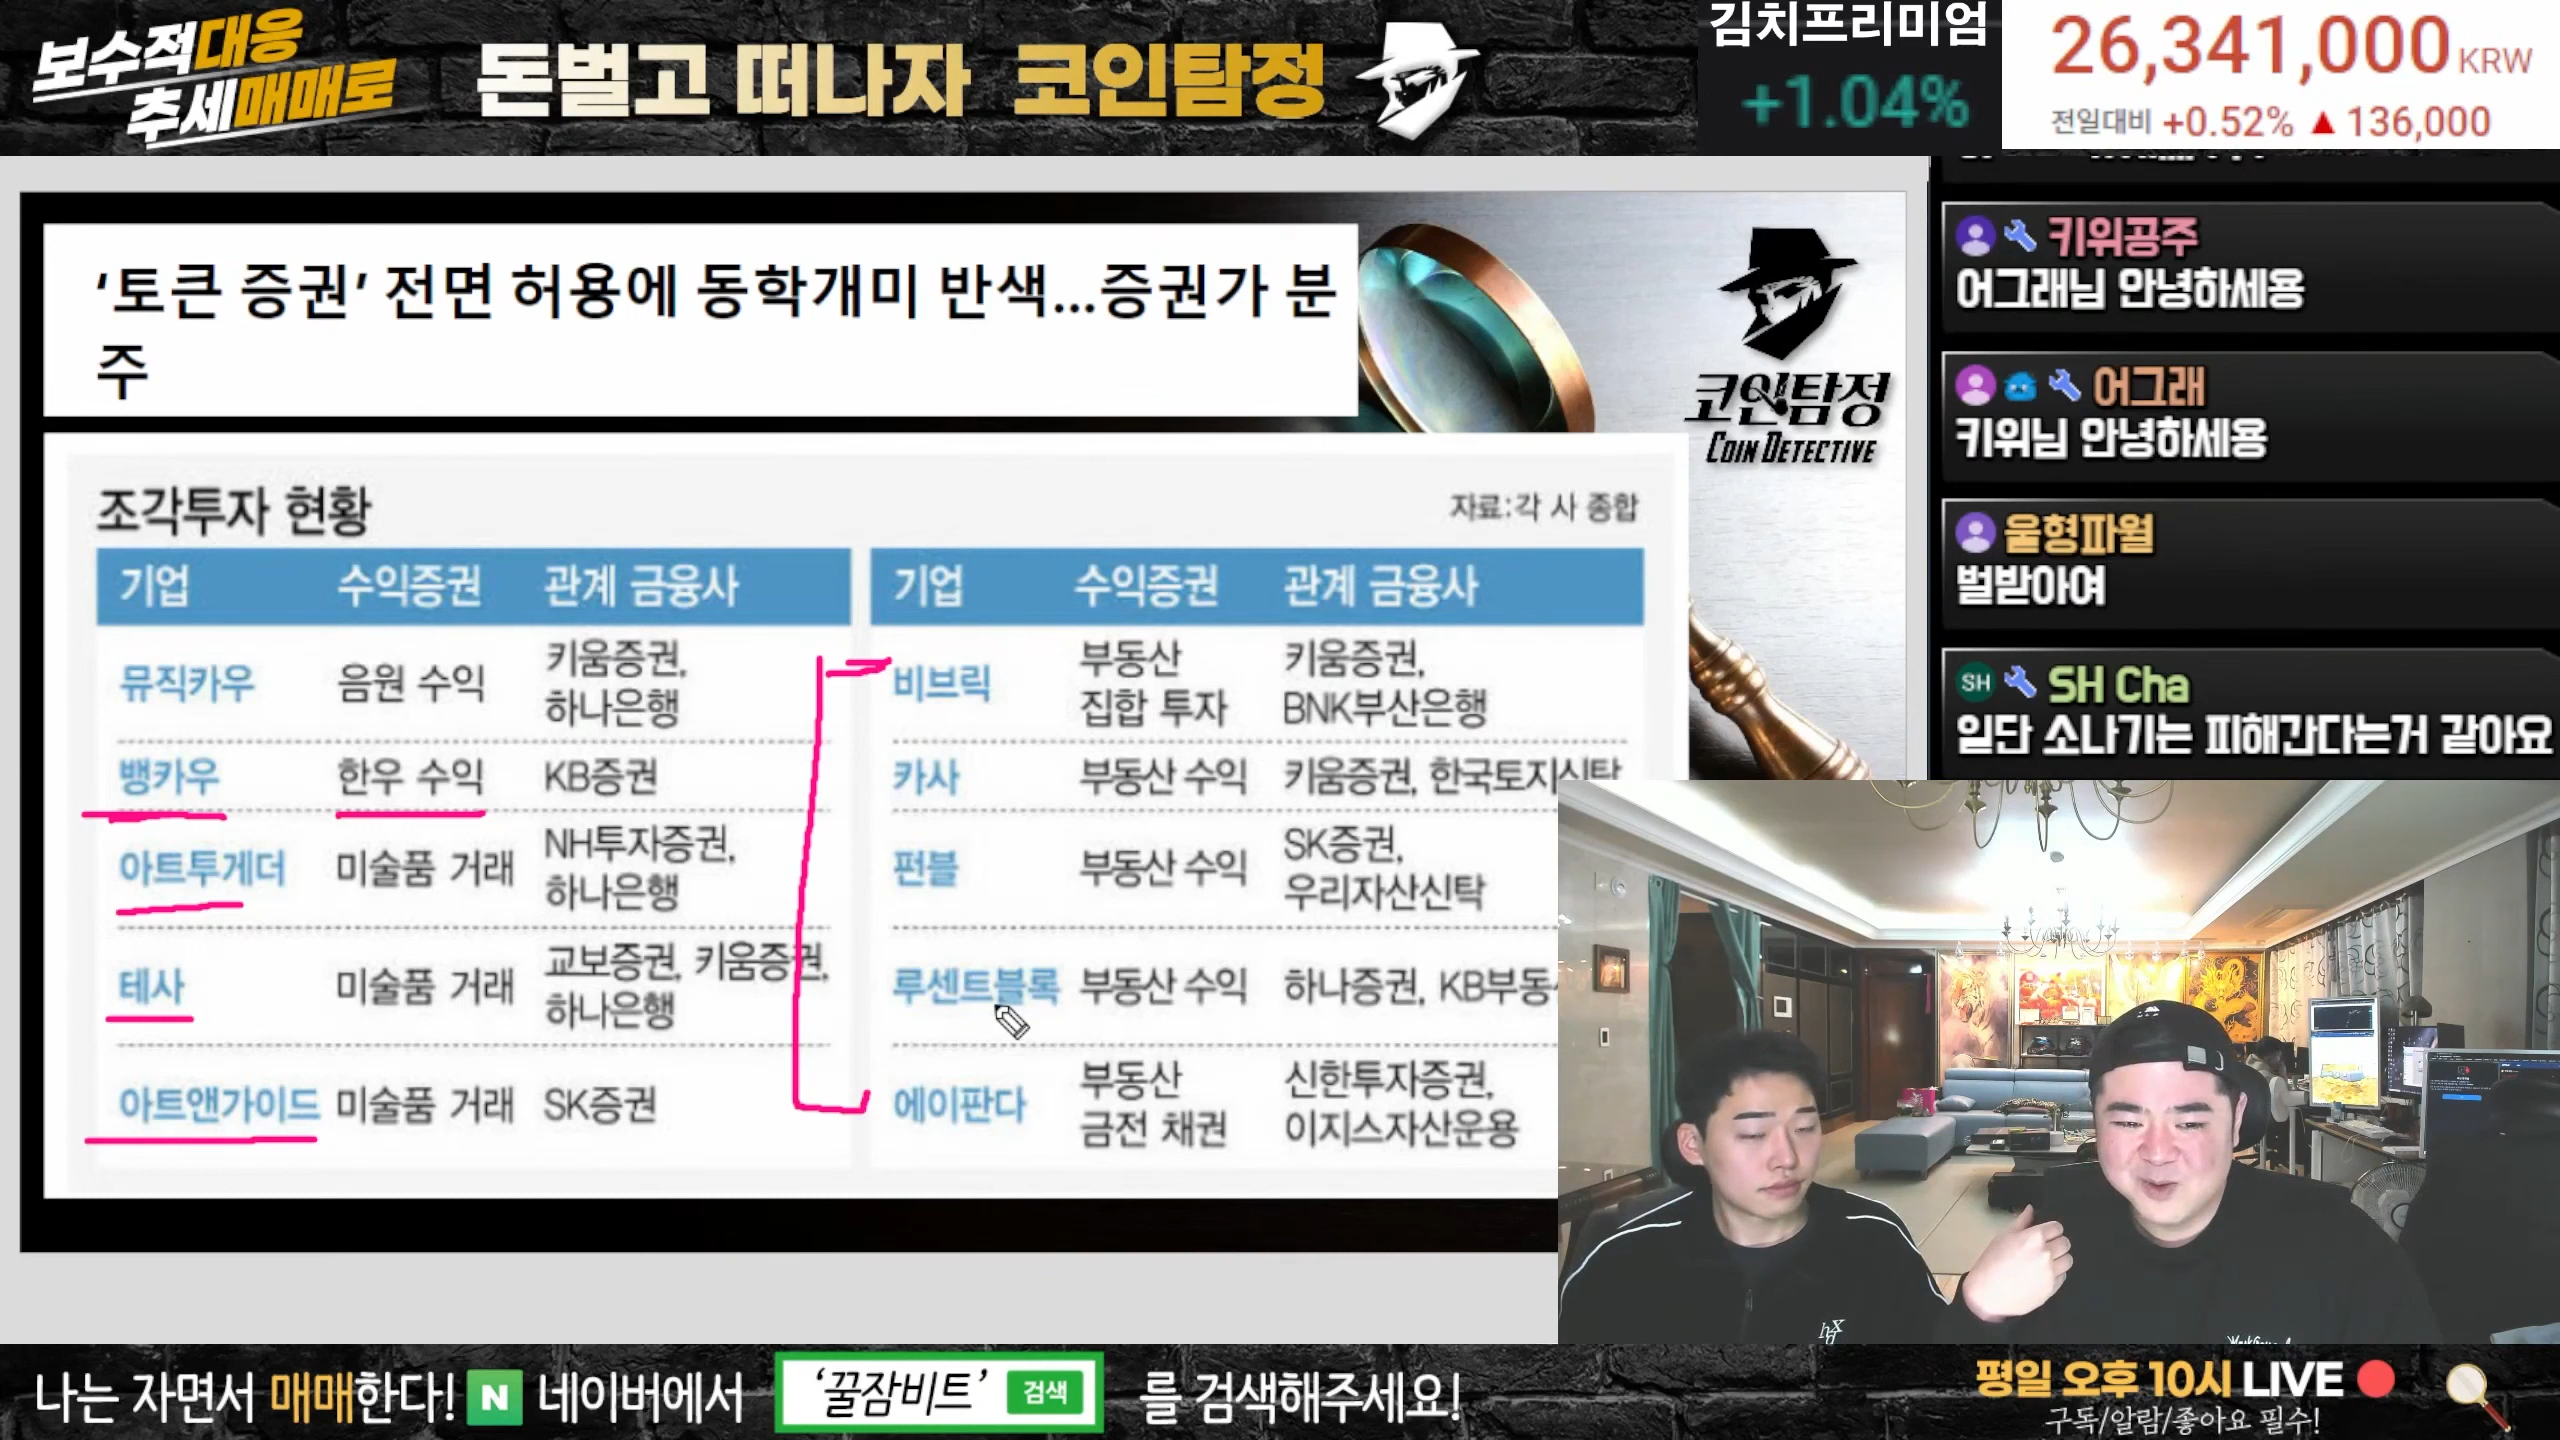 보수적대응
추세매매로
돈벌고 떠나자 코인탐정
김치프리미엄
+1.04%
26,341,000 KRW
전일대비 +0.52% ▲ 136,000
'토큰 증권' 전면 허용에 동학개미 반색...증권가 분
주
코인탐정
COIN DETECTIVE
조각투자 현황
자료:각 사 종합
기업 수익증권 관계 금융사
뮤직카우 음원 수익 키움증권,
하나은행
뱅카우 한우 수익 KB증권
아트투게더 미술품 거래 NH투자증권,
하나은행
테사 미술품 거래 교보증권, 키움증권,
하나은행
아트앤가이드 미술품 거래 SK증권
기업 수익증권 관계 금융사
비브릭 부동산 집합 투자 키움증권,
BNK부산은행
카사 부동산 수익 키움증권, 한국토지신탁
펀블 부동산 수익 SK증권,
우리자산신탁
루센트블록 부동산 수익 하나증권, KB부동
에이판다 부동산 금전 채권 신한투자증권,
이지스자산운용
키위공주
어그래님 안녕하세용
어그래
키위님 안녕하세용
울형파월
벌받아여
SH SH Cha
일단 소나기는 피해간다는거 같아요
나는 자면서 매매한다! N 네이버에서 '꿀잠비트' 검색 를 검색해주세요!
평일 오후 10시 LIVE
구독/알람/좋아요 필수!